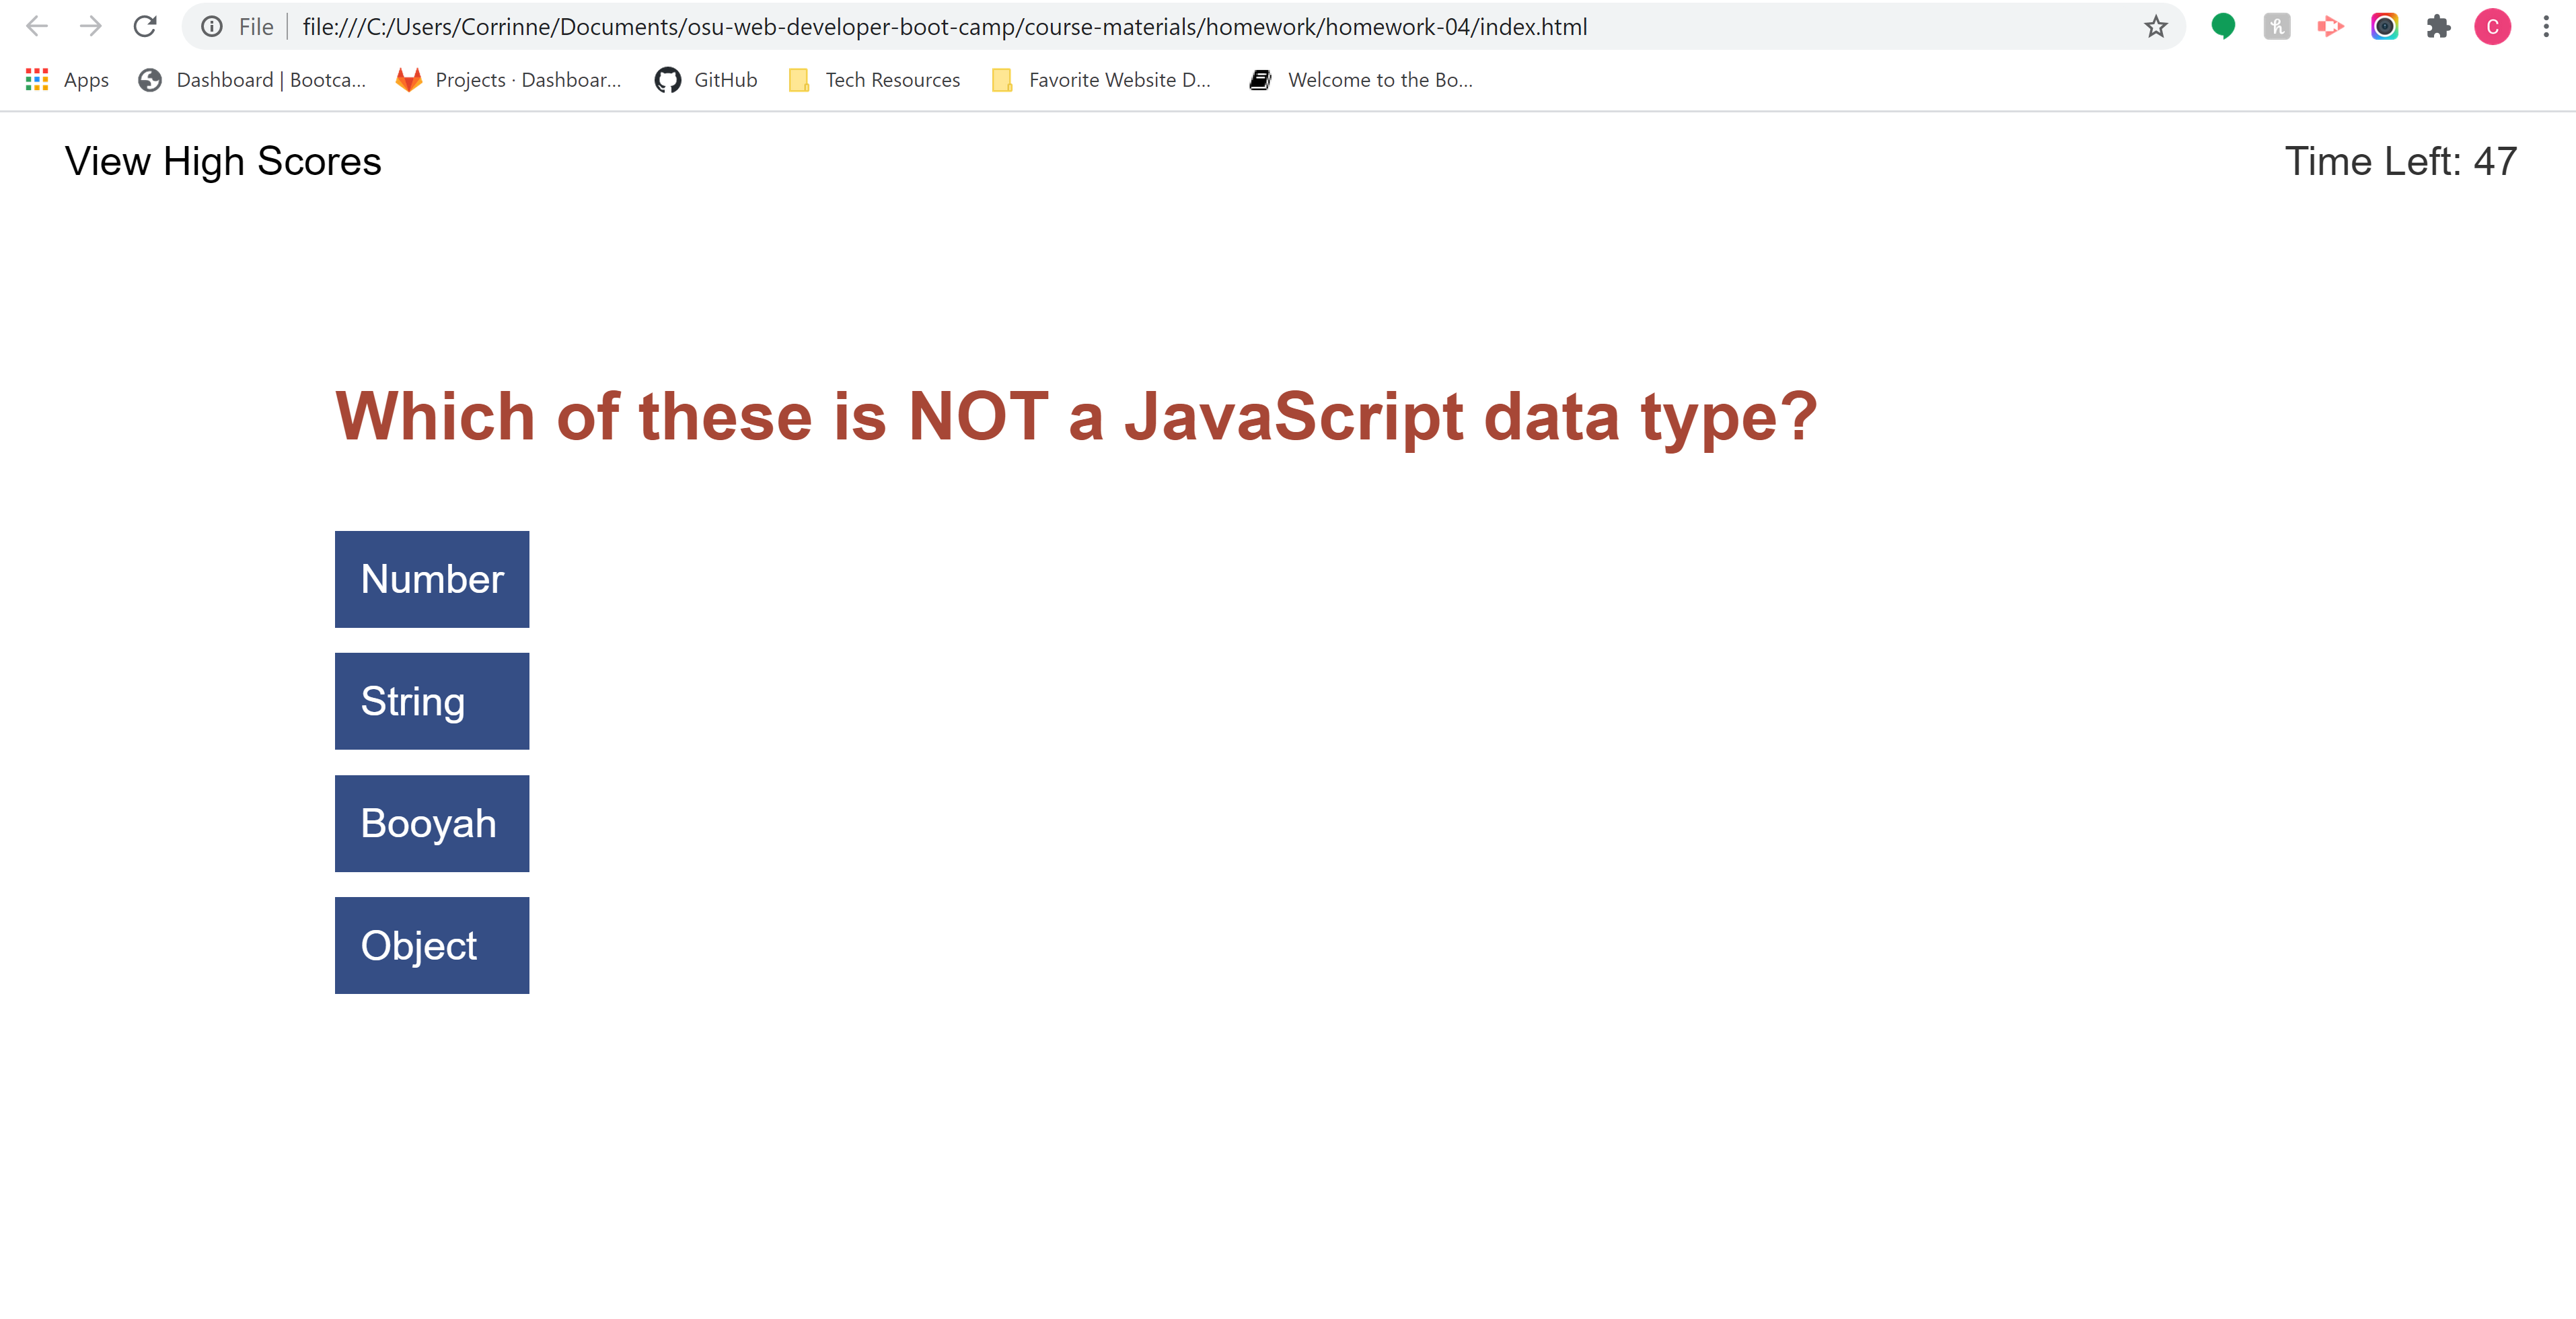 File file:///C:/Users/Corrinne/Documents/osu-web-developer-boot-camp/course-materials/homework/homework-04/index.html C
Apps Dashboard | Bootca... Projects · Dashboar... GitHub Tech Resources Favorite Website D... Welcome to the Bo...
View High Scores Time Left: 47
Which of these is NOT a JavaScript data type?
Number
String
Booyah
Object